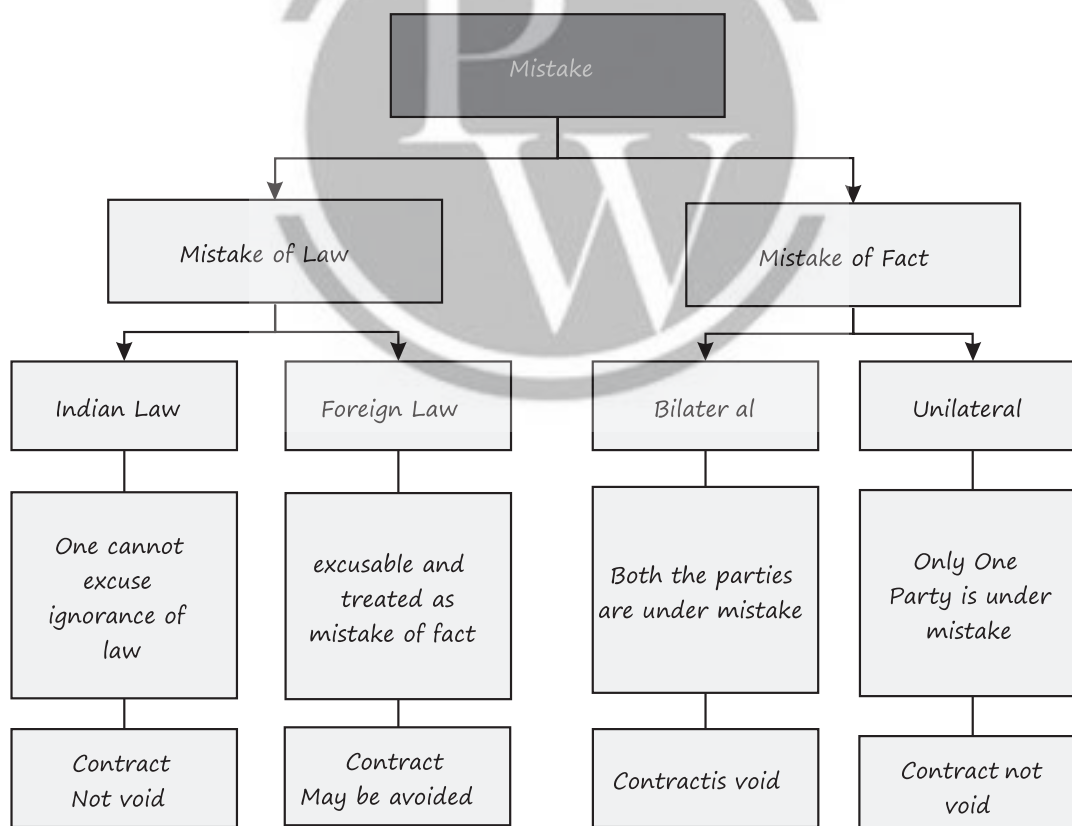 PW
Mistake
Mistake of Law
Mistake of Fact
Indian Law
Foreign Law
Bilater al
Unilateral
One cannot
excuse
ignorance of
law
excusable and
treated as
mistake of fact
Both the parties
are under mistake
Only One
Party is under
mistake
Contract
Not void
Contract
May be avoided
Contractis void
Contract not
void